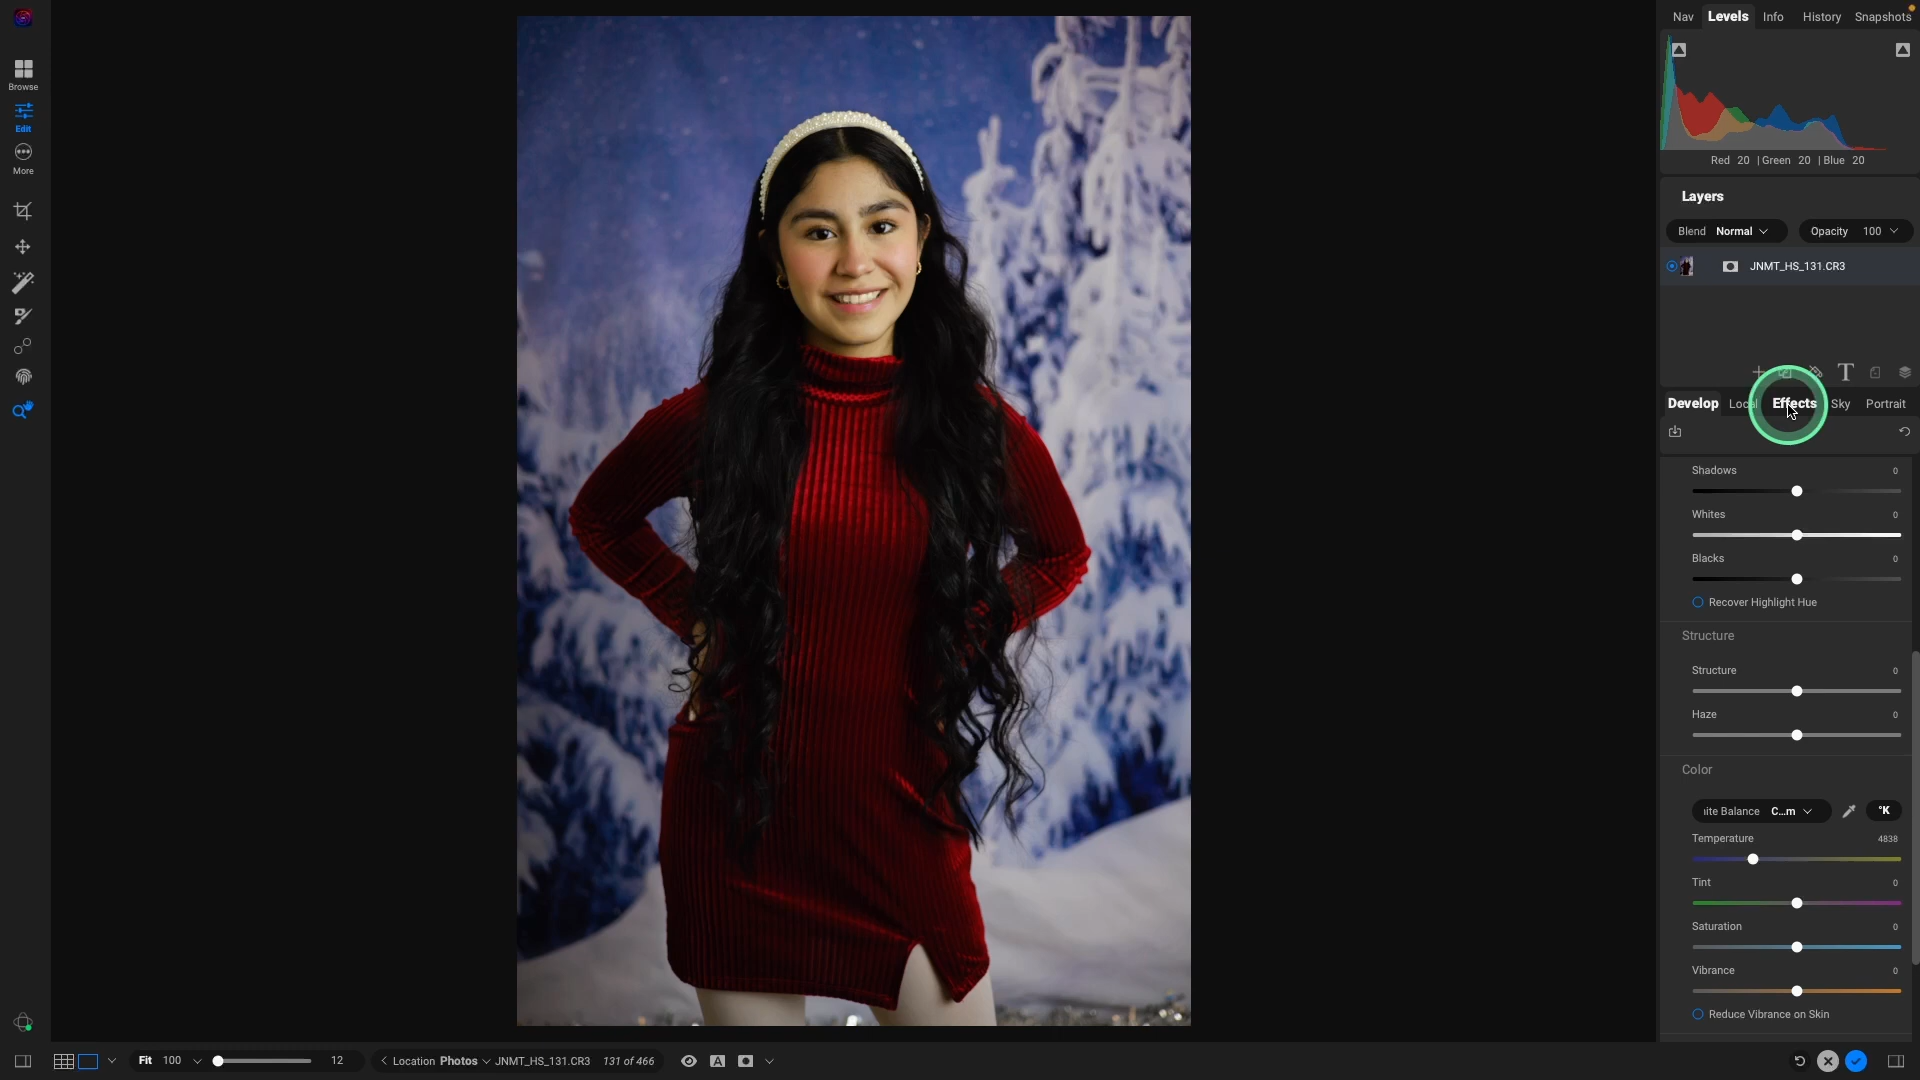 Nav Levels Info History Snapshots
Red 20 | Green 20 | Blue 20
Layers
Blend Normal Opacity 100
JNMT_HS_131.CR3
Develop Effects Sky Portrait
Shadows 0
Whites 0
Blacks 0
Recover Highlight Hue
Structure
Structure 0
Haze 0
Color
ite Balance C...m °K
Temperature 4838
Tint 0
Saturation 0
Vibrance 0
Reduce Vibrance on Skin
Browse
Edit
More
Fit 100 12 Location Photos JNMT_HS_131.CR3 131 of 466 A